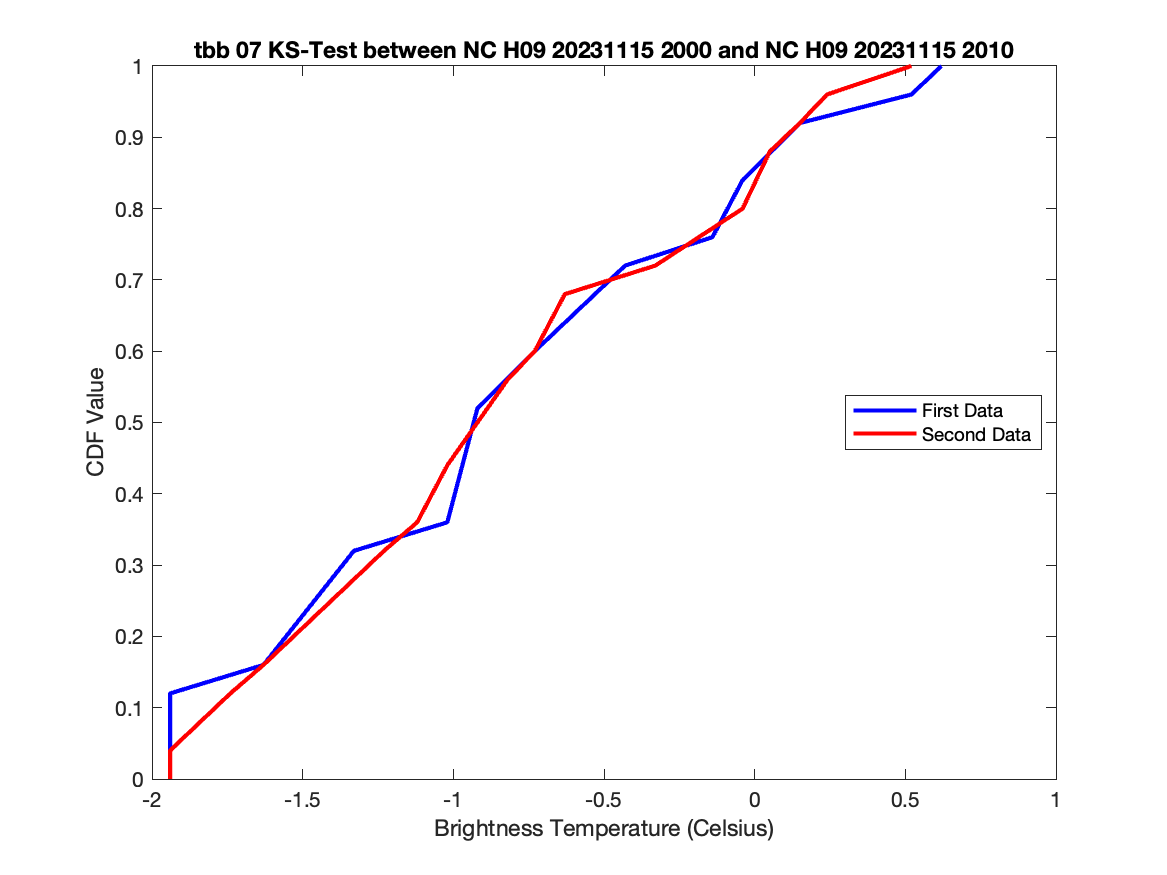 tbb 07 KS-Test between NC H09 20231115 2000 and NC H09 20231115 2010
1
0.9
0.8
0.7
0.6
0.5
0.4
0.3
0.2
0.1
0
CDF Value
First Data
Second Data
-2 -1.5 -1 -0.5 0 0.5 1
Brightness Temperature (Celsius)